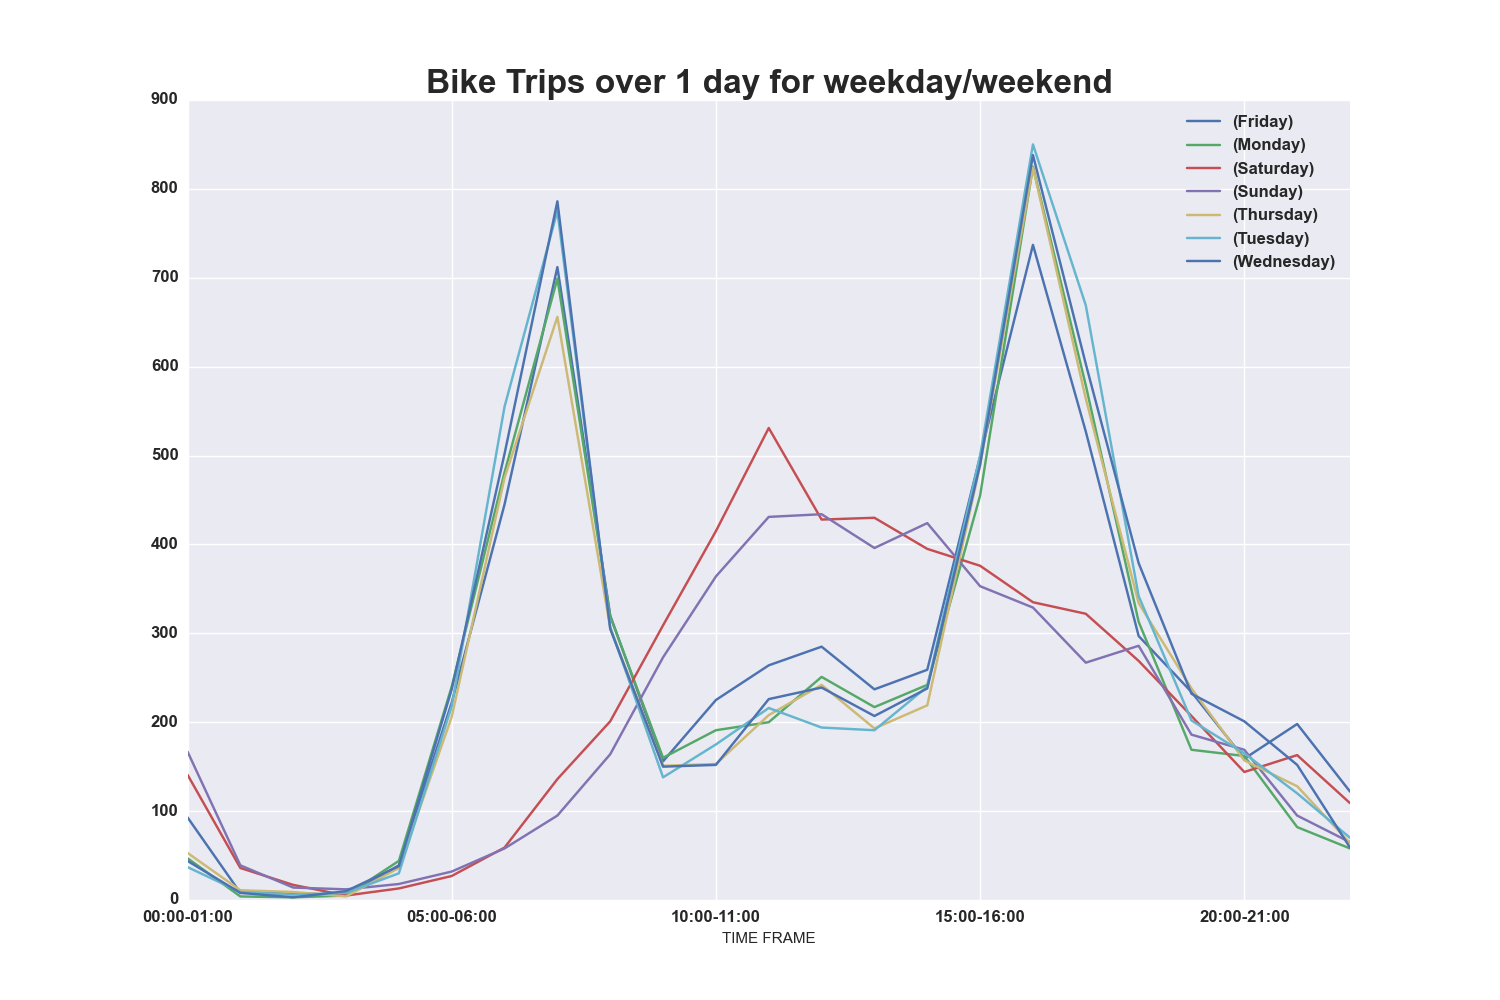 Bike Trips over 1 day for weekday/weekend
900
800
700
600
500
400
300
200
100
0
(Friday)
(Monday)
(Saturday)
(Sunday)
(Thursday)
(Tuesday)
(Wednesday)
00:00-01:00 05:00-06:00 10:00-11:00 15:00-16:00 20:00-21:00
TIME FRAME